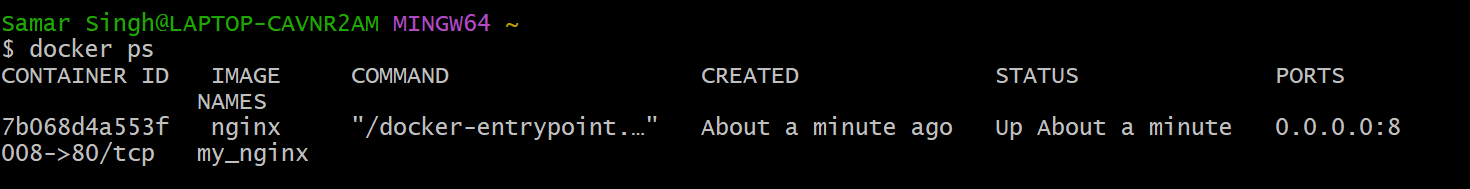 Samar Singh@LAPTOP-CAVNR2AM MINGW64 ~
$ docker ps
CONTAINER ID   IMAGE     COMMAND                  CREATED              STATUS              PORTS
              NAMES
7b068d4a553f   nginx     "/docker-entrypoint.…"   About a minute ago   Up About a minute   0.0.0.0:8
008->80/tcp   my_nginx